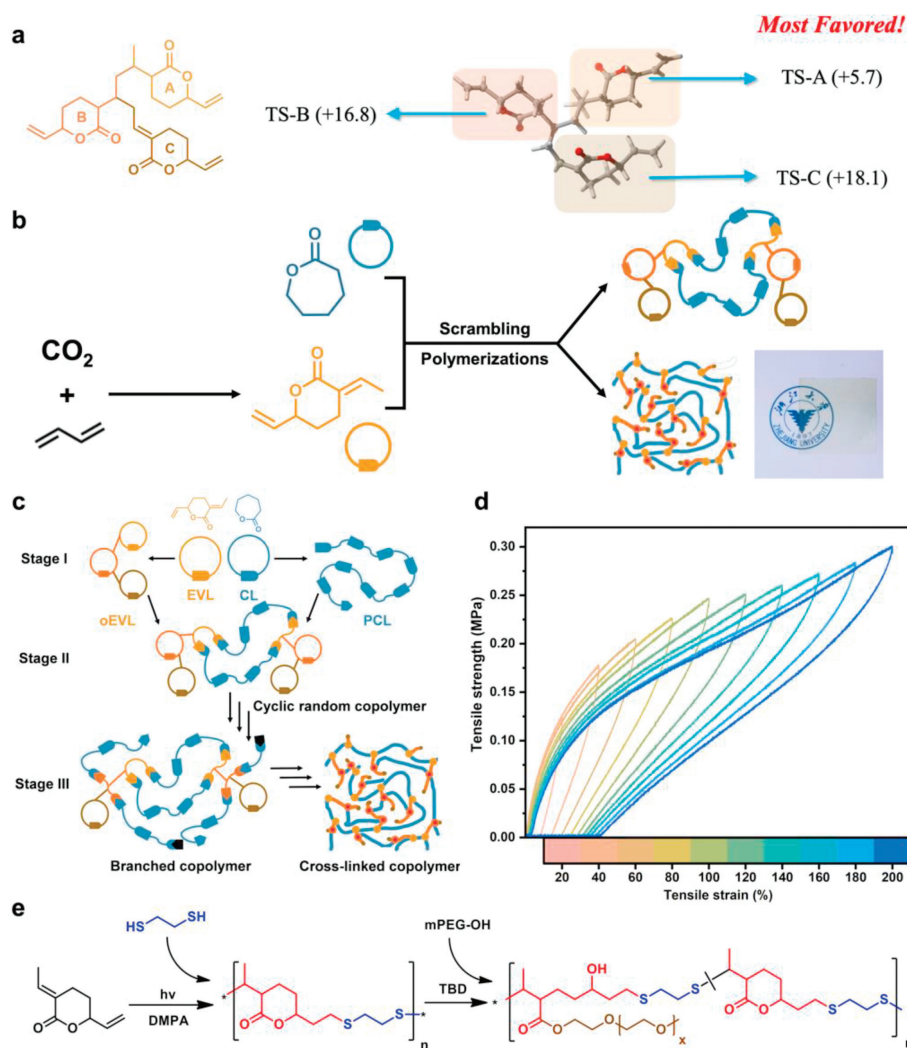 a
Most Favored!
O
O
A
B
O
O
C
O
O
TS-A (+5.7)
TS-B (+16.8)
TS-C (+18.1)
b
O
O
CO2
+
Scrambling
Polymerizations
O
O
ZHEJIANG UNIVERSITY
1897
c
O
O
O
O
Stage I
EVL
CL
oEVL
PCL
Stage II
Cyclic random copolymer
Stage III
Branched copolymer
Cross-linked copolymer
d
Tensile strength (MPa)
0.30
0.25
0.20
0.15
0.10
0.05
0.00
20 40 60 80 100 120 140 160 180 200
Tensile strain (%)
e
HS
SH
mPEG-OH
hv
DMPA
O
O
*
O
O
S
S
*
n
TBD
*
OH
S
S
O
O
O
O
x
O
O
S
S
*
n